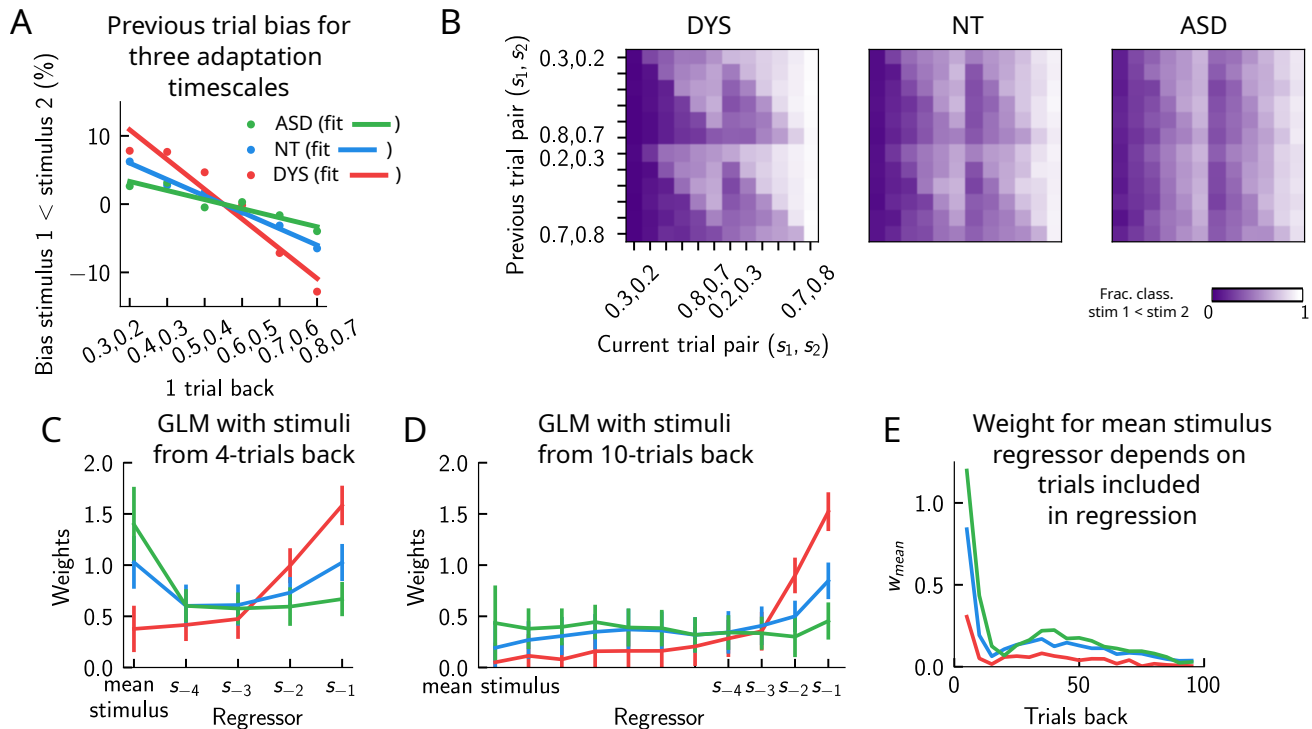 A
Previous trial bias for
three adaptation
timescales
Bias stimulus 1 < stimulus 2 (%)
10
0
−10
ASD (fit )
NT (fit )
DYS (fit )
0.3,0.2
0.4,0.3
0.5,0.4
0.6,0.5
0.7,0.6
0.8,0.7
1 trial back
B
DYS
NT
ASD
Previous trial pair (s1, s2)
0.3,0.2
0.8,0.7
0.2,0.3
0.7,0.8
0.3,0.2
0.8,0.7
0.2,0.3
0.7,0.8
Current trial pair (s1, s2)
Frac. class.
stim 1 < stim 2
0
1
C
GLM with stimuli
from 4-trials back
Weights
2.0
1.5
1.0
0.5
0.0
mean
stimulus
s−4
s−3
s−2
s−1
Regressor
D
GLM with stimuli
from 10-trials back
Weights
2.0
1.5
1.0
0.5
0.0
mean stimulus
s−4
s−3
s−2
s−1
Regressor
E
Weight for mean stimulus
regressor depends on
trials included
in regression
wmean
1.0
0.5
0.0
0
50
100
Trials back